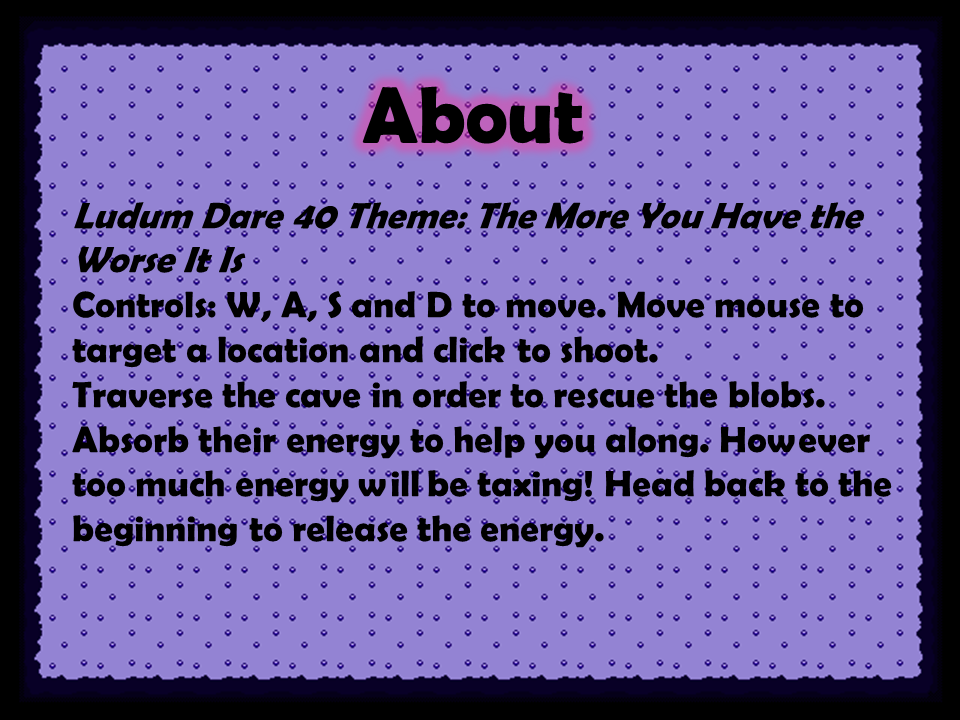 About
Ludum Dare 40 Theme: The More You Have the
Worse It Is
Controls: W, A, S and D to move. Move mouse to
target a location and click to shoot.
Traverse the cave in order to rescue the blobs.
Absorb their energy to help you along. However
too much energy will be taxing! Head back to the
beginning to release the energy.